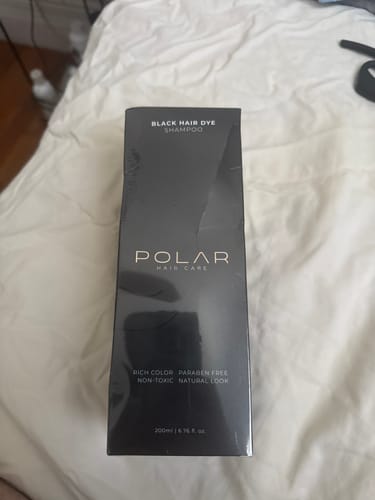 BLACK HAIR DYE
SHAMPOO
POLAR
HAIR CARE
RICH COLOR PARABEN FREE
NON-TOXIC NATURAL LOOK
200ml | 6.76 fl. oz.